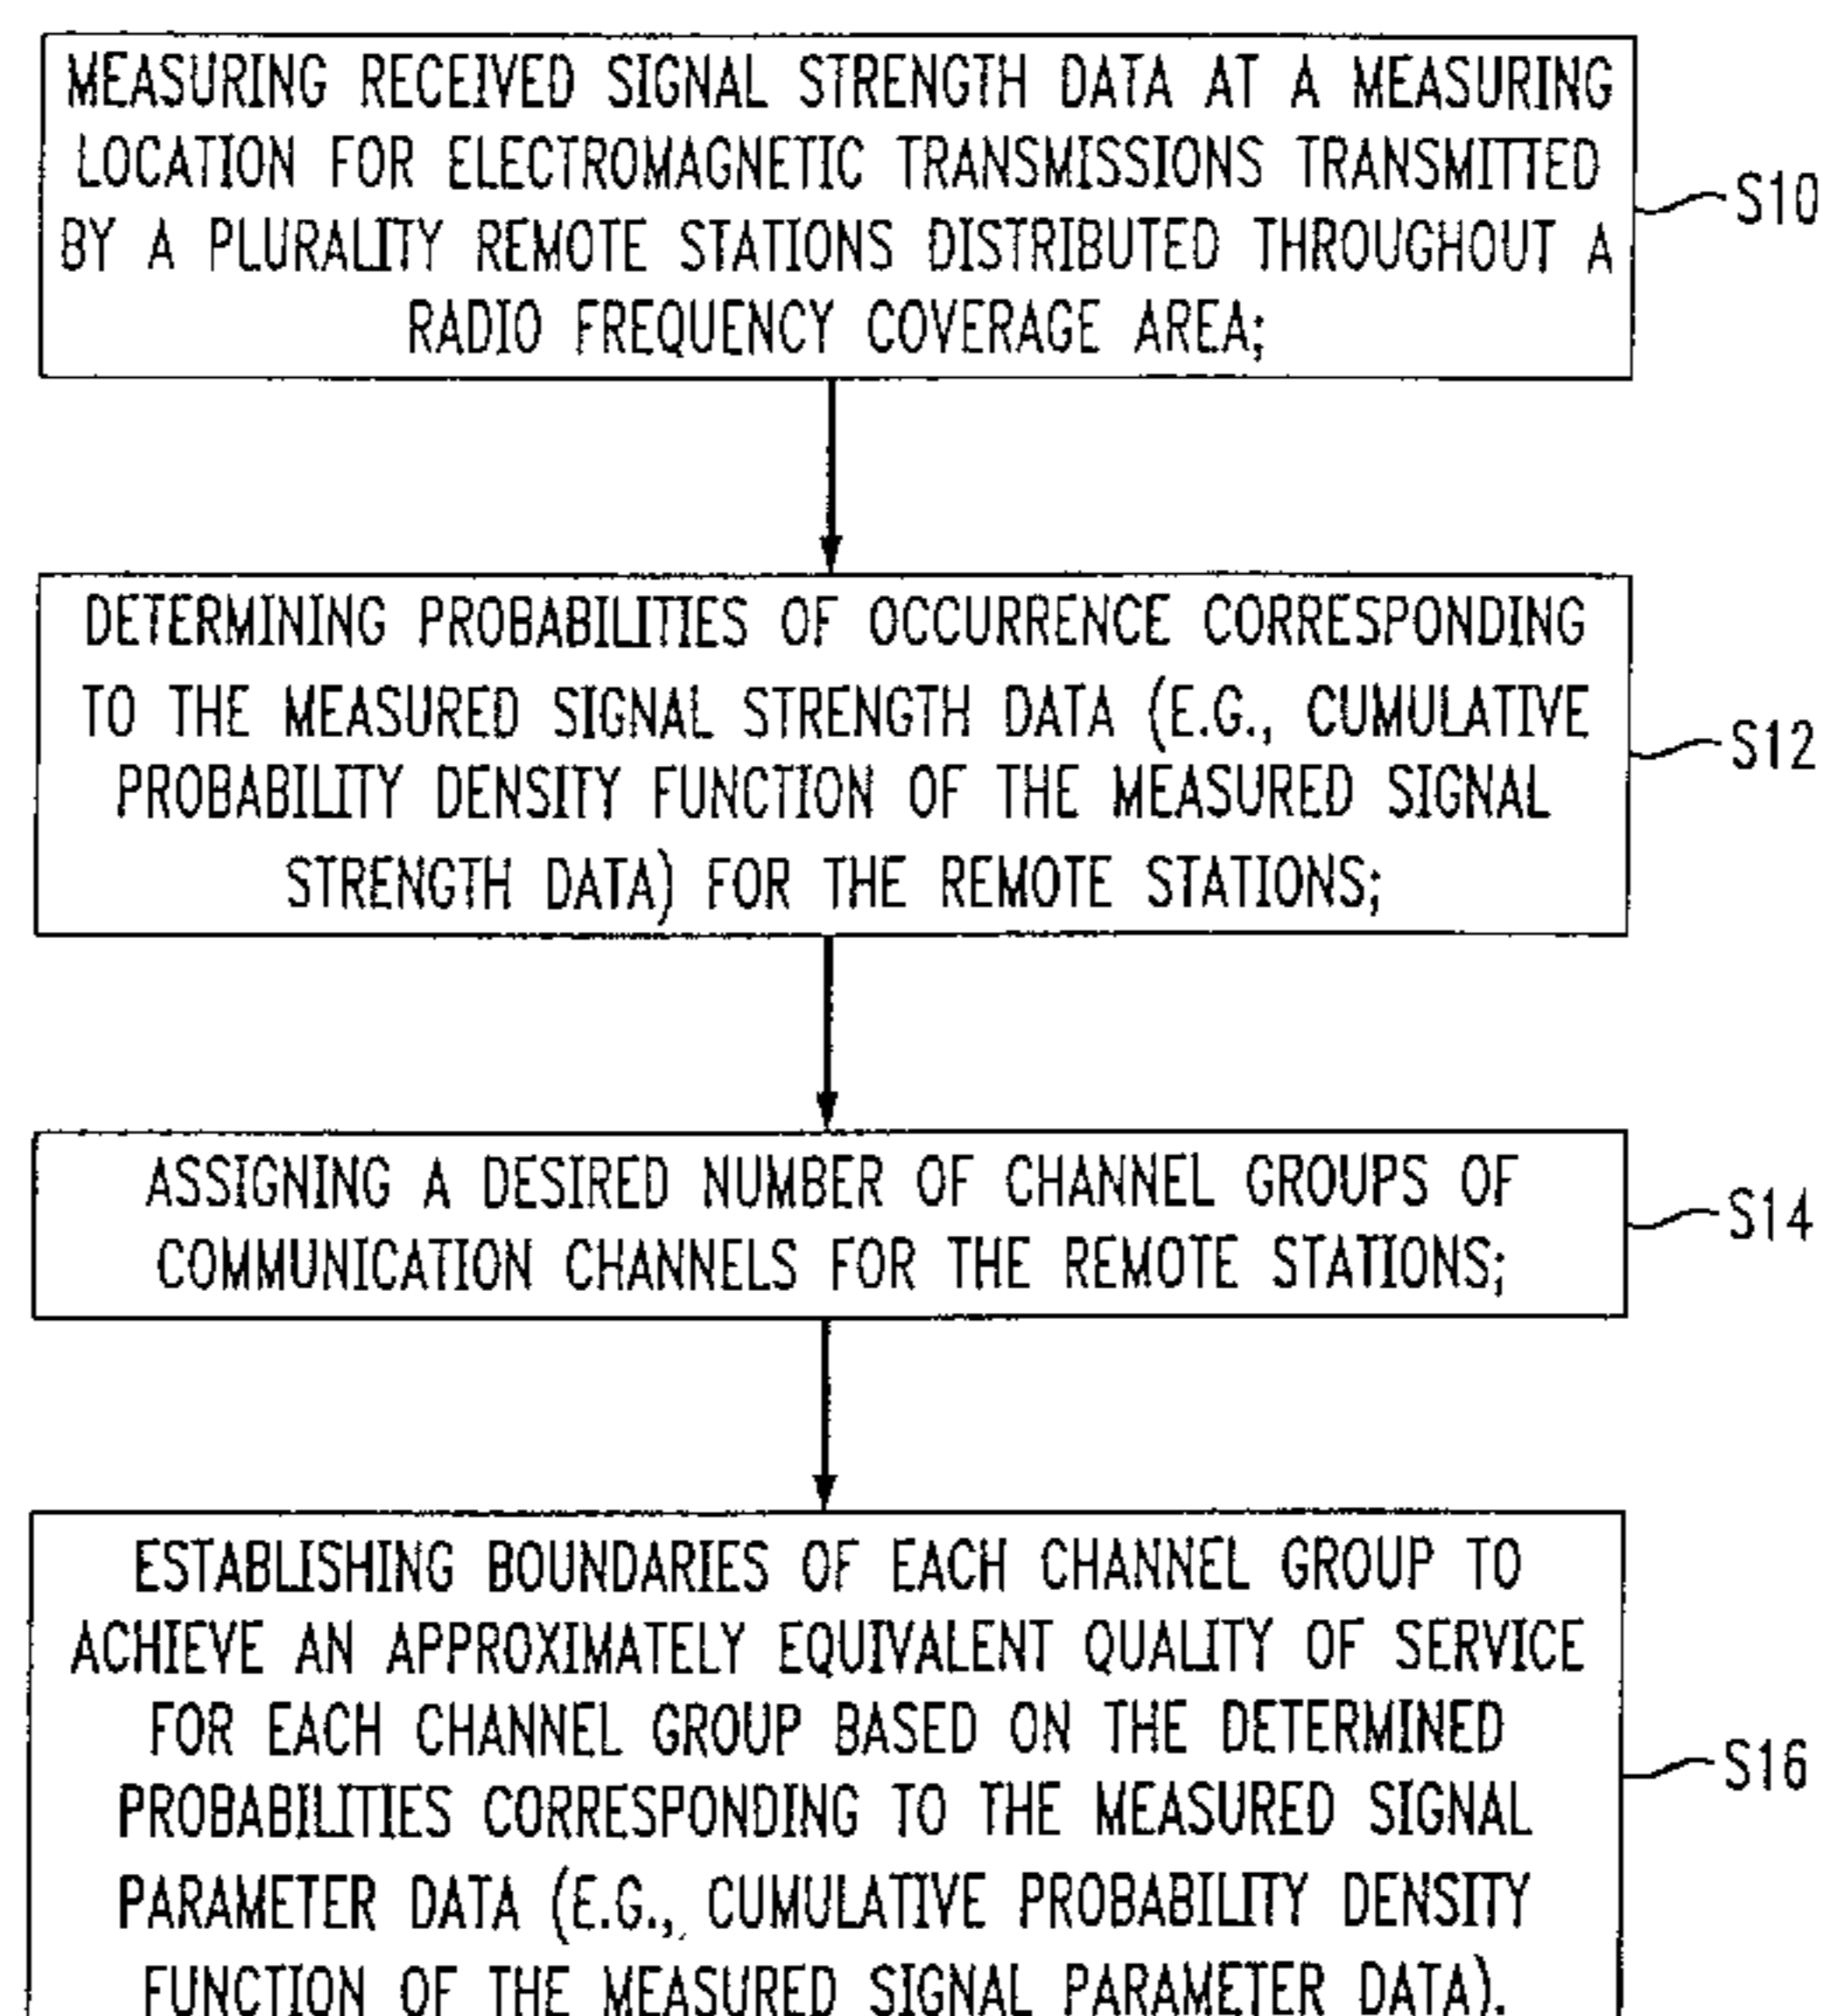 MEASURING RECEIVED SIGNAL STRENGTH DATA AT A MEASURING
LOCATION FOR ELECTROMAGNETIC TRANSMISSIONS TRANSMITTED
BY A PLURALITY REMOTE STATIONS DISTRIBUTED THROUGHOUT A
RADIO FREQUENCY COVERAGE AREA;
S10
DETERMINING PROBABILITIES OF OCCURRENCE CORRESPONDING
TO THE MEASURED SIGNAL STRENGTH DATA (E.G., CUMULATIVE
PROBABILITY DENSITY FUNCTION OF THE MEASURED SIGNAL
STRENGTH DATA) FOR THE REMOTE STATIONS;
S12
ASSIGNING A DESIRED NUMBER OF CHANNEL GROUPS OF
COMMUNICATION CHANNELS FOR THE REMOTE STATIONS;
S14
ESTABLISHING BOUNDARIES OF EACH CHANNEL GROUP TO
ACHIEVE AN APPROXIMATELY EQUIVALENT QUALITY OF SERVICE
FOR EACH CHANNEL GROUP BASED ON THE DETERMINED
PROBABILITIES CORRESPONDING TO THE MEASURED SIGNAL
PARAMETER DATA (E.G., CUMULATIVE PROBABILITY DENSITY
FUNCTION OF THE MEASURED SIGNAL PARAMETER DATA).
S16